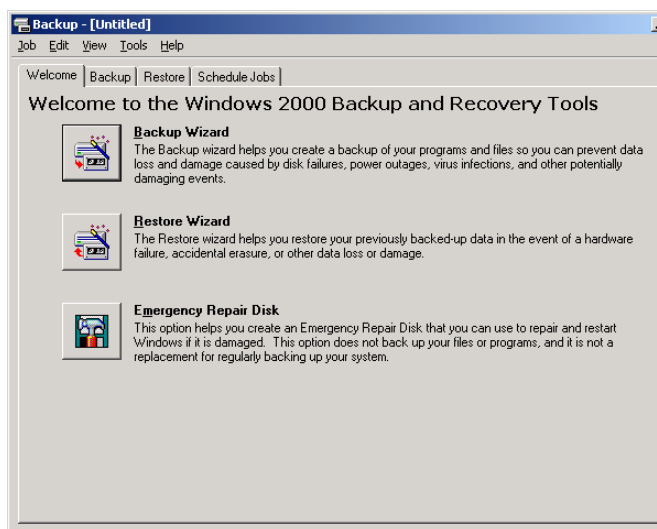 Backup - [Untitled]
Job Edit View Tools Help
Welcome Backup Restore Schedule Jobs
Welcome to the Windows 2000 Backup and Recovery Tools
Backup Wizard
The Backup wizard helps you create a backup of your programs and files so you can prevent data
loss and damage caused by disk failures, power outages, virus infections, and other potentially
damaging events.
Restore Wizard
The Restore wizard helps you restore your previously backed-up data in the event of a hardware
failure, accidental erasure, or other data loss or damage.
Emergency Repair Disk
This option helps you create an Emergency Repair Disk that you can use to repair and restart
Windows if it is damaged. This option does not back up your files or programs, and it is not a
replacement for regularly backing up your system.